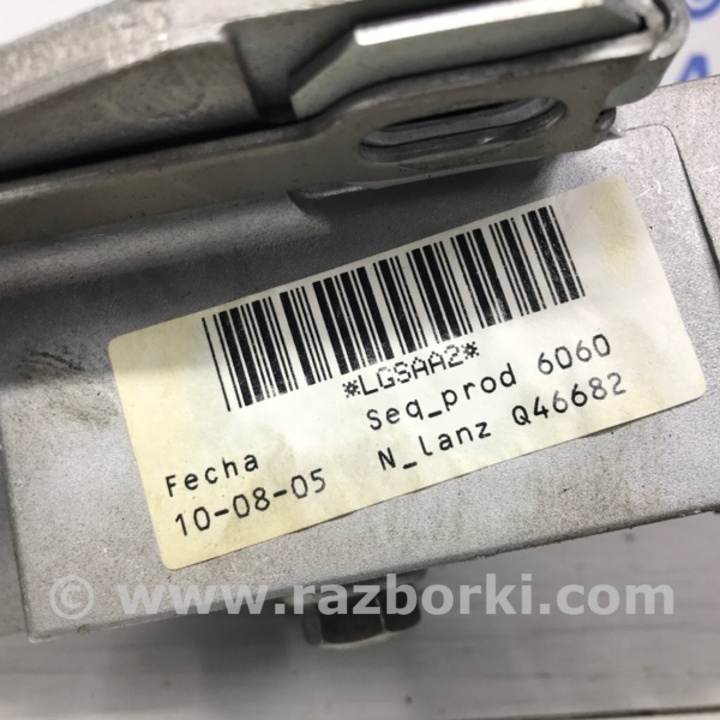 *LGSAA2*
Seq_prod 6060
N_lanz Q46682
Fecha
10-08-05
© www.razborki.com